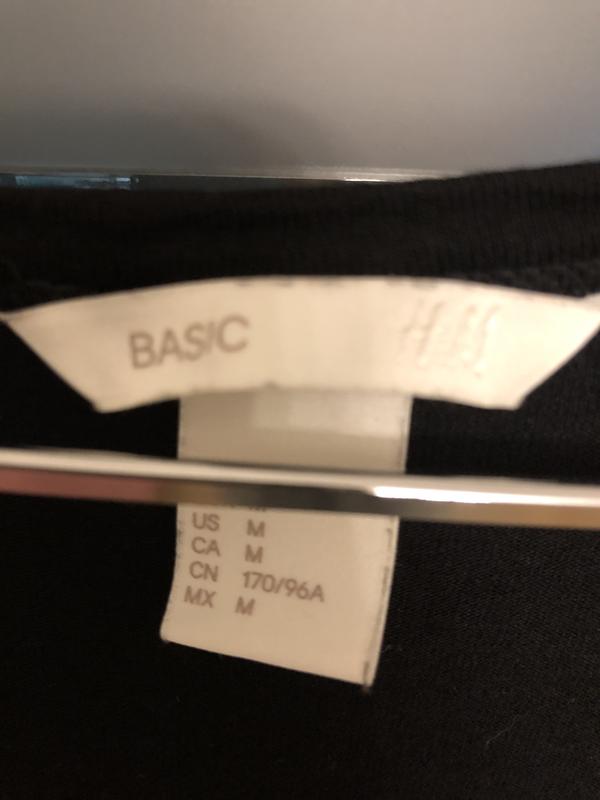 BASIC H&M
US M
CA M
CN 170/96A
MX M